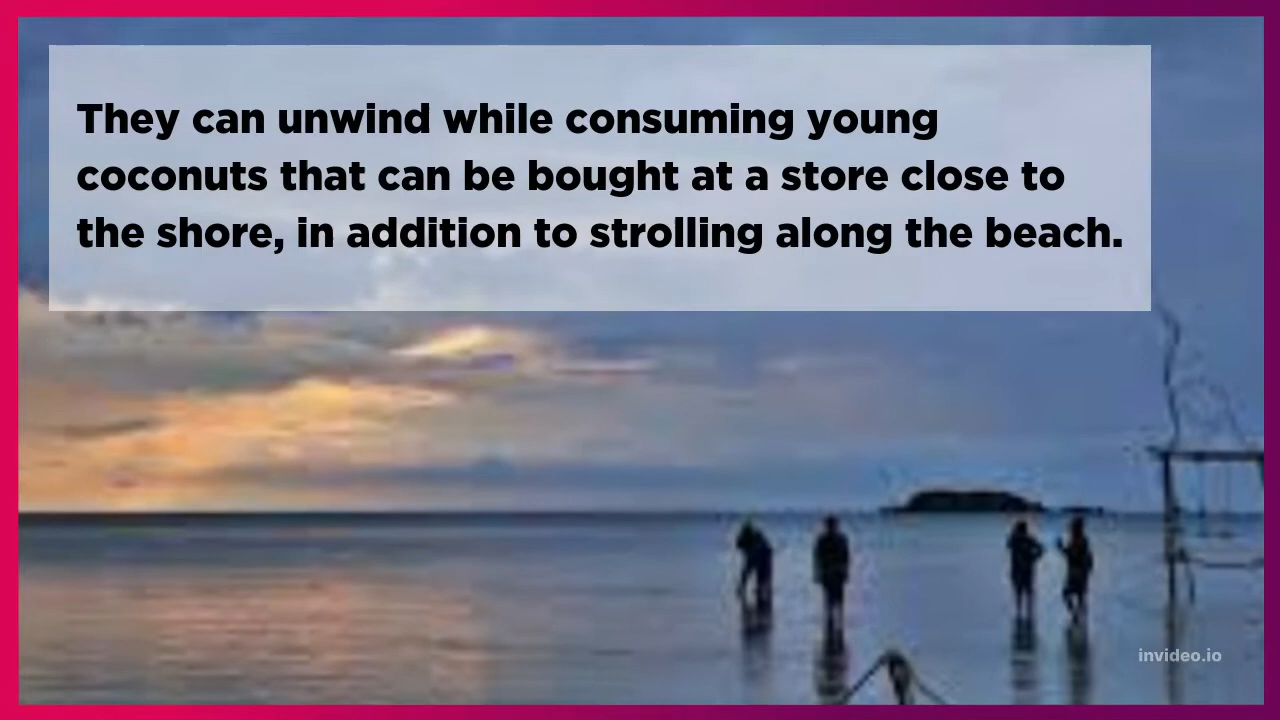 They can unwind while consuming young
coconuts that can be bought at a store close to
the shore, in addition to strolling along the beach.
invideo.io